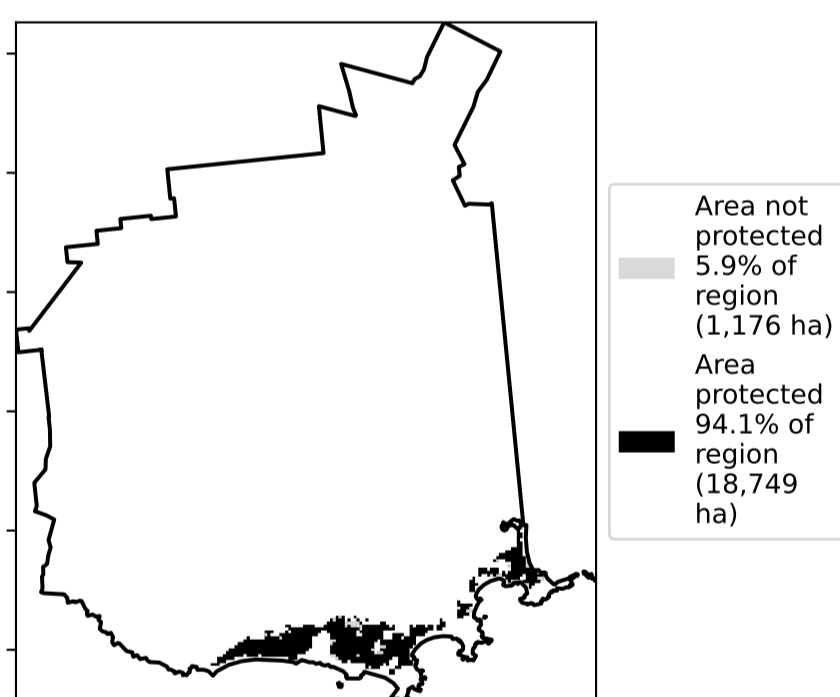 Area not
protected
5.9% of
region
(1,176 ha)
Area
protected
94.1% of
region
(18,749
ha)